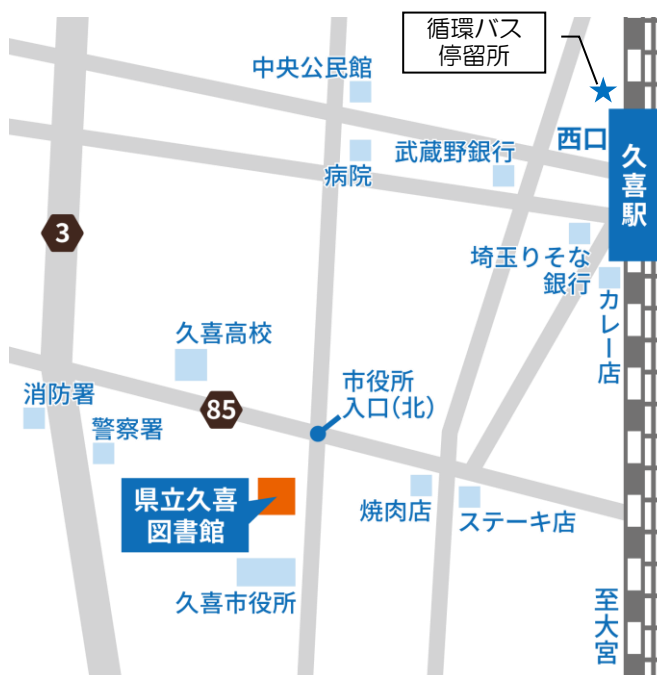 循環バス
停留所
中央公民館
西口
久喜駅
病院
武蔵野銀行
3
埼玉りそな
銀行
カレー店
久喜高校
市役所
入口(北)
消防署
85
警察署
県立久喜
図書館
焼肉店
ステーキ店
久喜市役所
至大宮